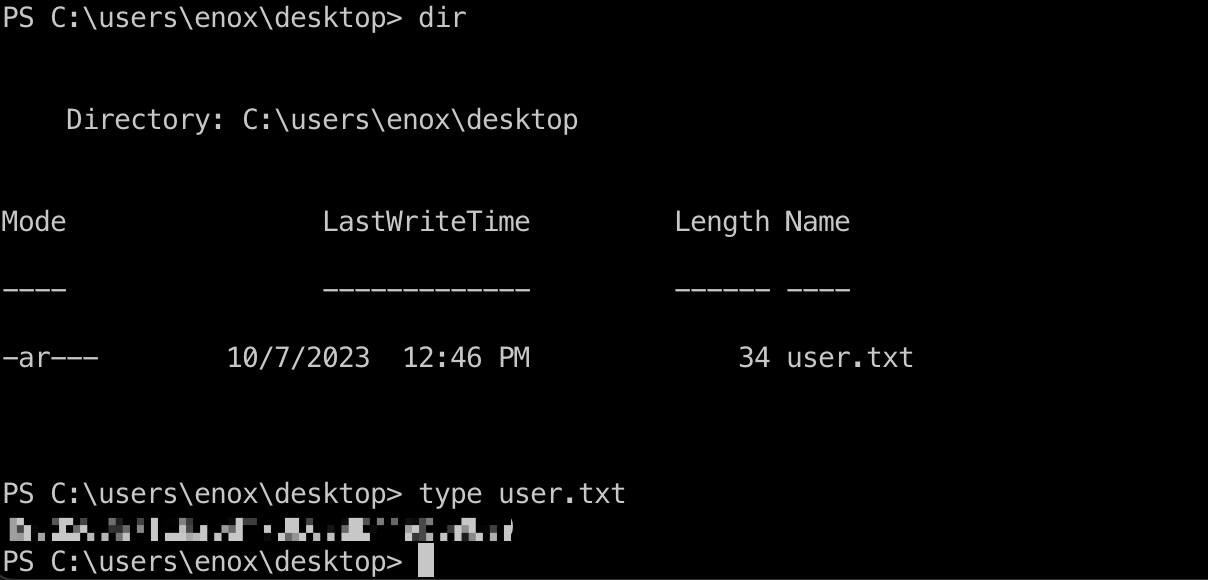 PS C:\users\enox\desktop> dir
Directory: C:\users\enox\desktop
Mode LastWriteTime Length Name
---- ------------- ------ ----
-ar--- 10/7/2023 12:46 PM 34 user.txt
PS C:\users\enox\desktop> type user.txt
PS C:\users\enox\desktop>